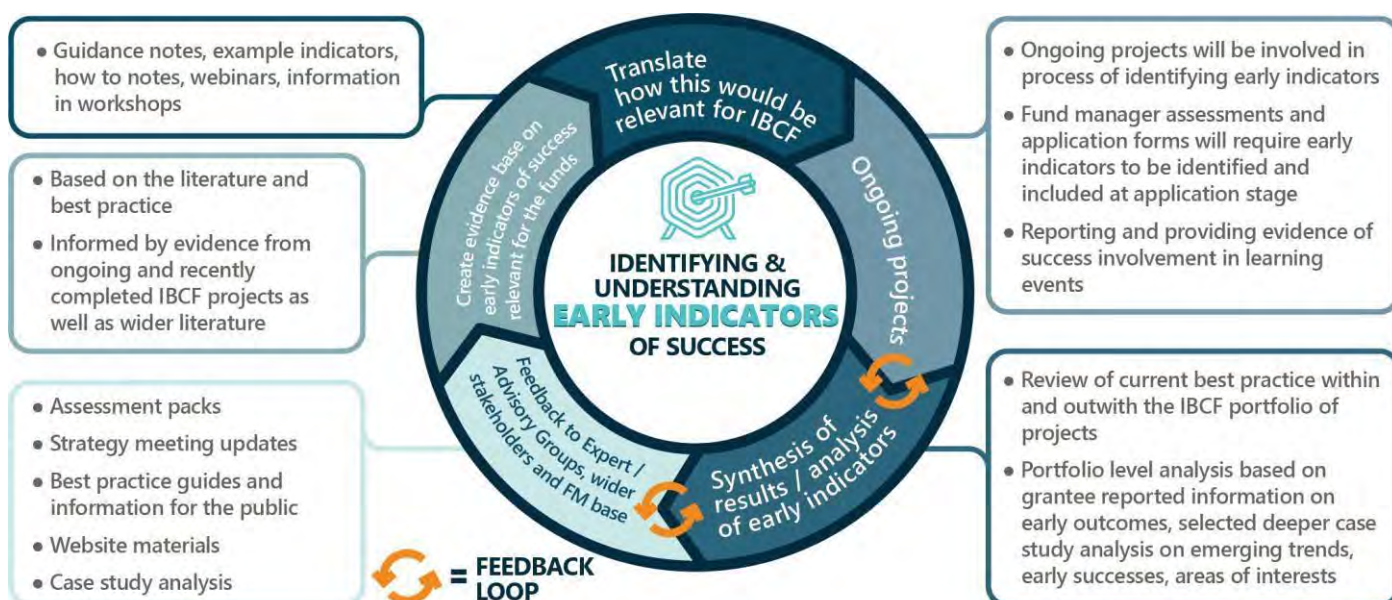 ● Guidance notes, example indicators,
how to notes, webinars, information
in workshops
● Based on the literature and
best practice
● Informed by evidence from
ongoing and recently
completed IBCF projects as
well as wider literature
● Assessment packs
● Strategy meeting updates
● Best practice guides and
information for the public
● Website materials
● Case study analysis
= FEEDBACK
LOOP
Translate
how this would be
relevant for IBCF
Ongoing projects
Synthesis of
results / analysis
of early indicators
Feedback to Expert /
Advisory Groups, wider
stakeholders and FM base
Create evidence base on
early indicators of success
relevant for the funds
IDENTIFYING &
UNDERSTANDING
EARLY INDICATORS
OF SUCCESS
● Ongoing projects will be involved in
process of identifying early indicators
● Fund manager assessments and
application forms will require early
indicators to be identified and
included at application stage
● Reporting and providing evidence of
success involvement in learning
events
● Review of current best practice within
and outwith the IBCF portfolio of
projects
● Portfolio level analysis based on
grantee reported information on
early outcomes, selected deeper case
study analysis on emerging trends,
early successes, areas of interests